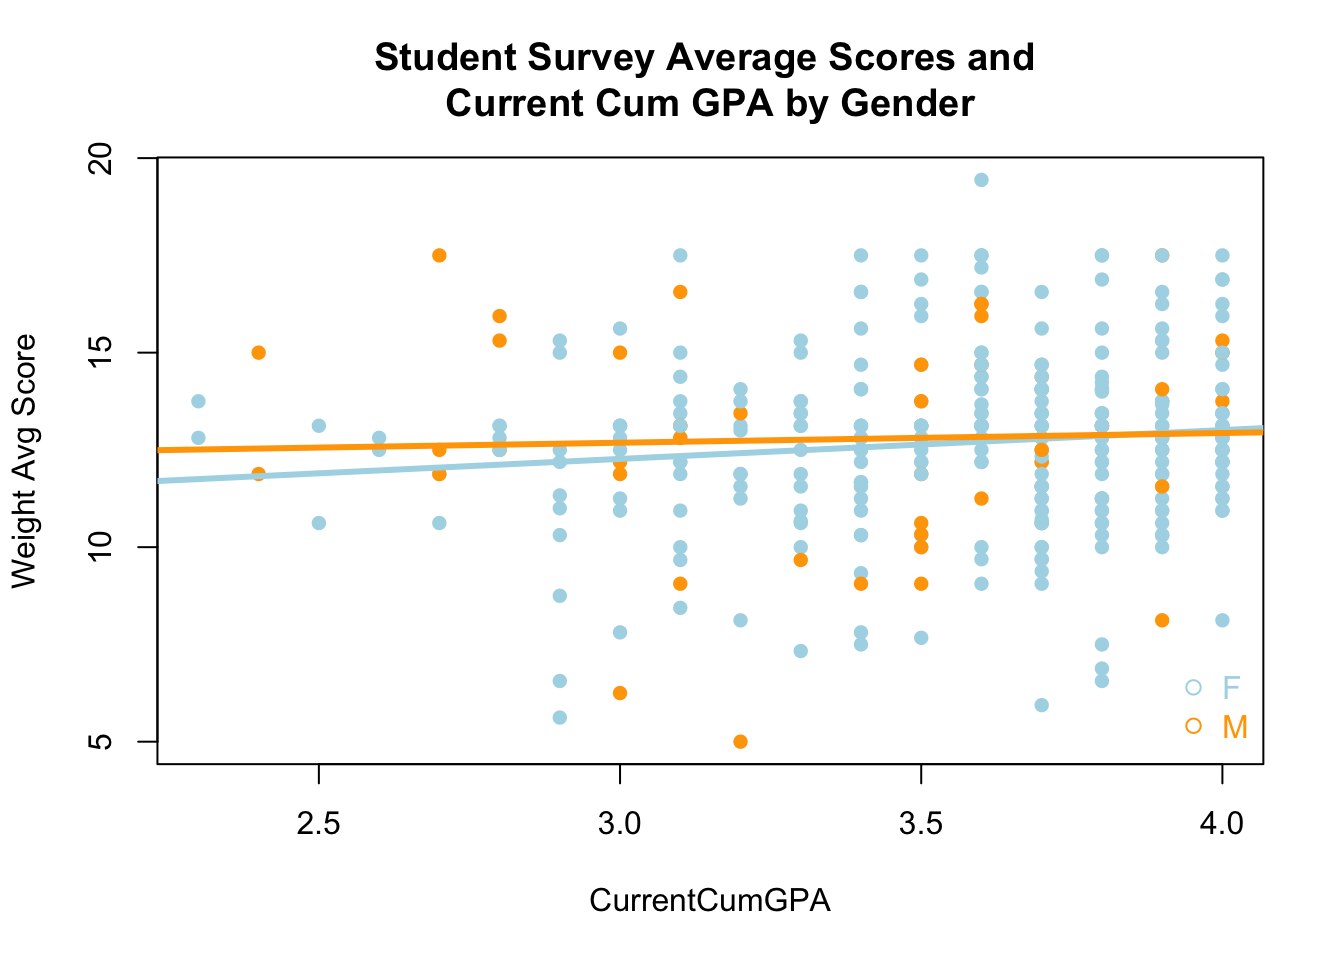 Student Survey Average Scores and
Current Cum GPA by Gender
Weight Avg Score
20
15
10
5
F
M
2.5 3.0 3.5 4.0
CurrentCumGPA